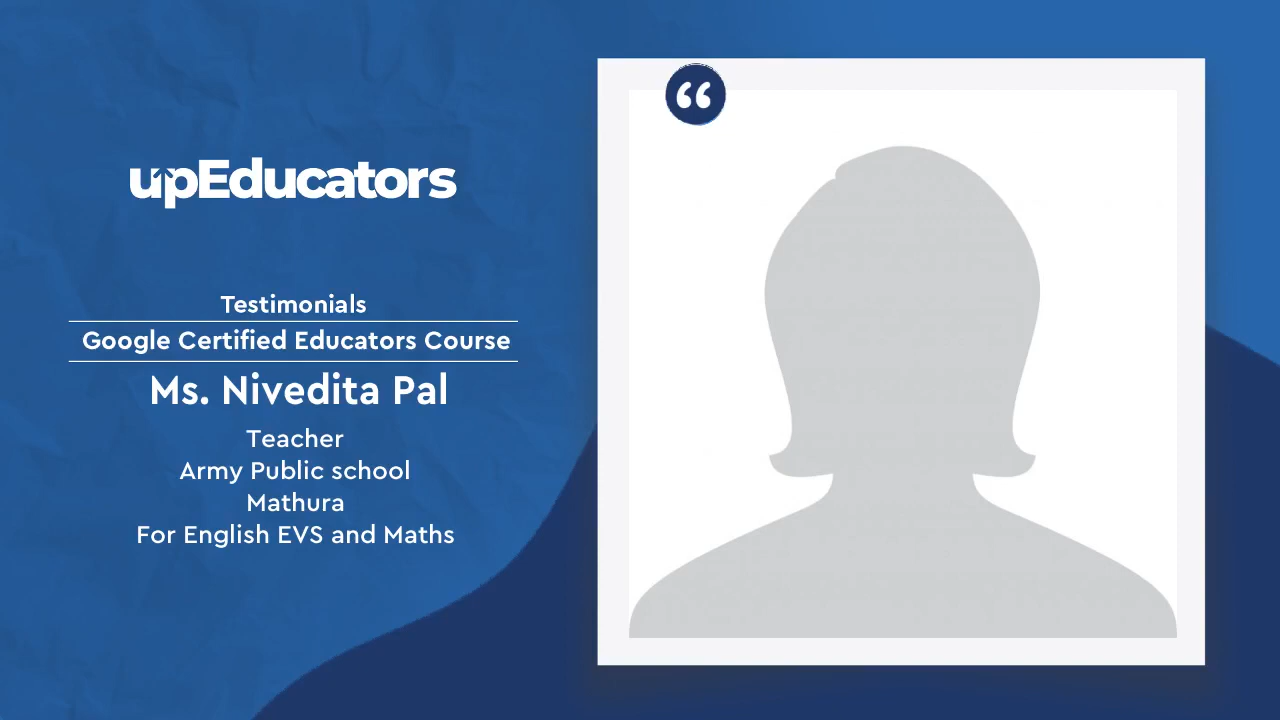 upEducators
Testimonials
Google Certified Educators Course
Ms. Nivedita Pal
Teacher
Army Public school
Mathura
For English EVS and Maths